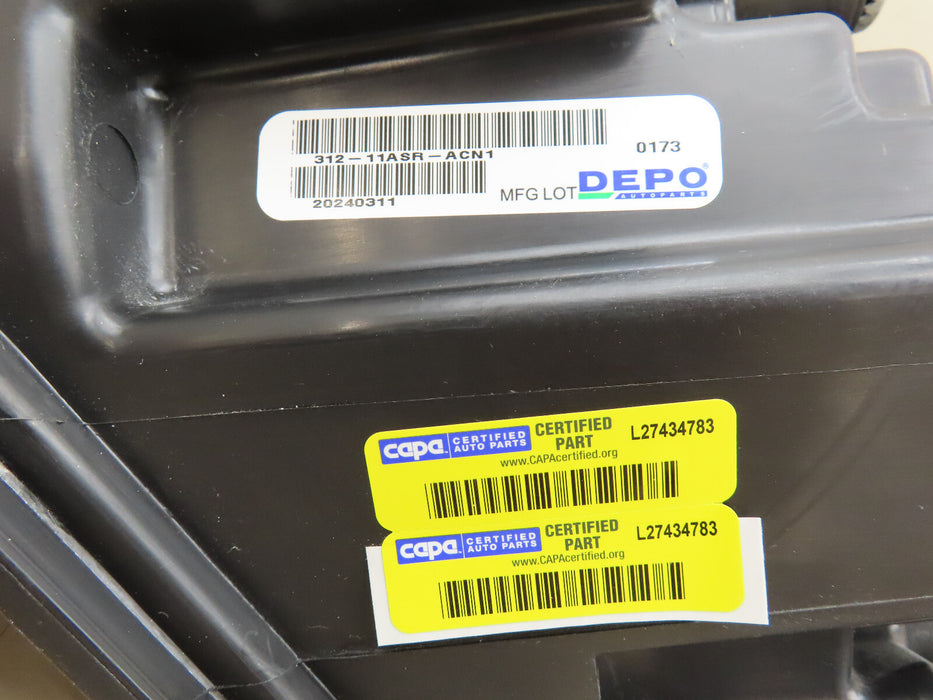 312-11ASR-ACN1
0173
20240311
MFG LOT DEPO®
AUTOPARTS
capa CERTIFIED AUTO PARTS
CERTIFIED PART
L27434783
www.CAPAcertified.org
capa CERTIFIED AUTO PARTS
CERTIFIED PART
L27434783
www.CAPAcertified.org